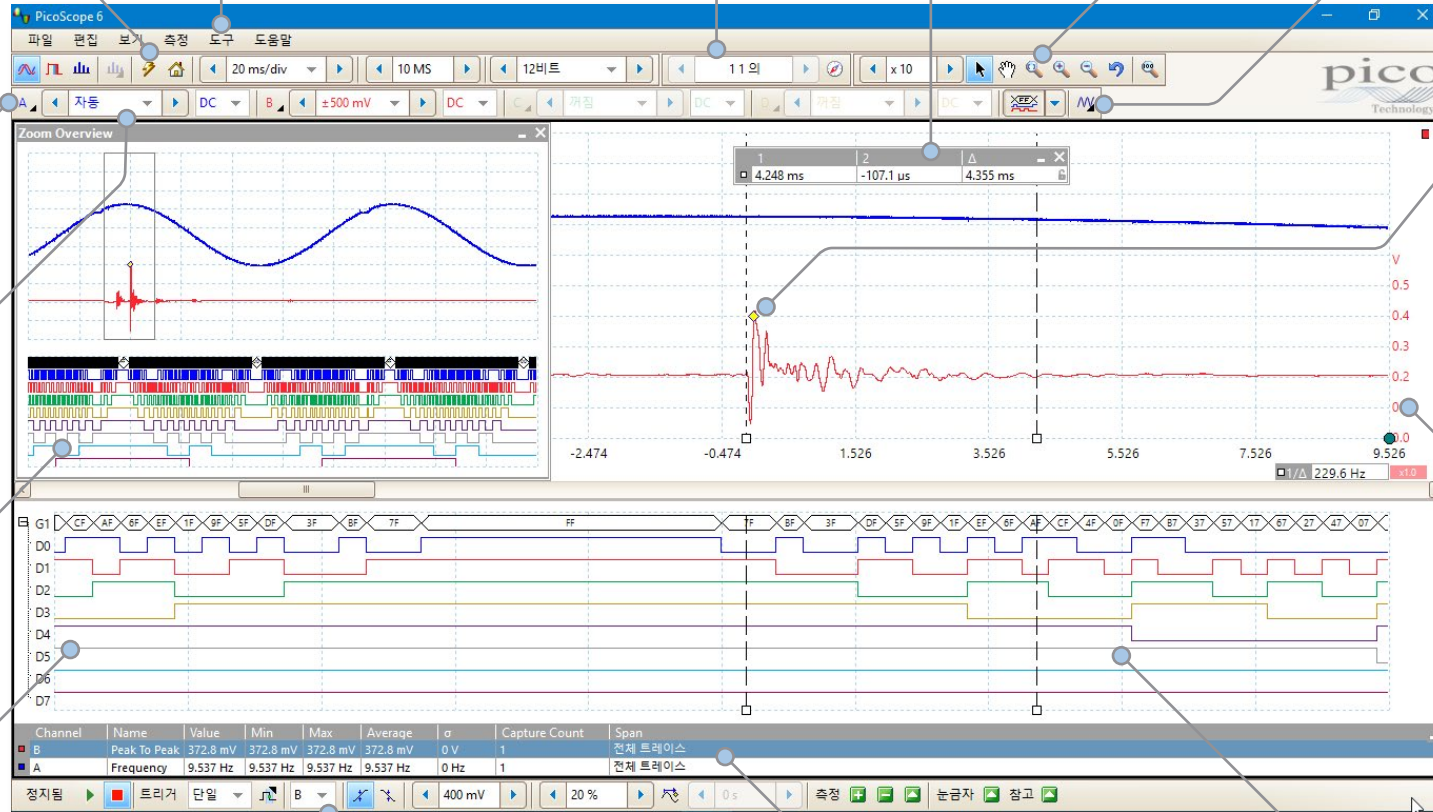 PicoScope 6
파일 편집 보기 측정 도구 도움말
20 ms/div 10 MS 12비트 1 1 의 x 10
pico
Technology
A 자동 DC B ±500 mV DC C 꺼짐 DC D 꺼짐 DC
Zoom Overview
1 2 Δ
4.248 ms -107.1 µs 4.355 ms
V
0.5
0.4
0.3
0.2
0.0
-2.474 -0.474 1.526 3.526 5.526 7.526 9.526
1/Δ 229.6 Hz x1.0
G1 CF AF 6F EF 1F 9F 5F DF 3F BF 7F FF 7F BF 3F DF 5F 9F 1F EF 6F AF CF 4F 0F F7 B7 37 57 17 67 27 47 07
D0
D1
D2
D3
D4
D5
D6
D7
Channel Name Value Min Max Average σ Capture Count Span
B Peak To Peak 372.8 mV 372.8 mV 372.8 mV 372.8 mV 0 V 1 전체 트레이스
A Frequency 9.537 Hz 9.537 Hz 9.537 Hz 9.537 Hz 0 Hz 1 전체 트레이스
정지됨 트리거 단일 B 400 mV 20 % 0 s 측정 눈금자 참고